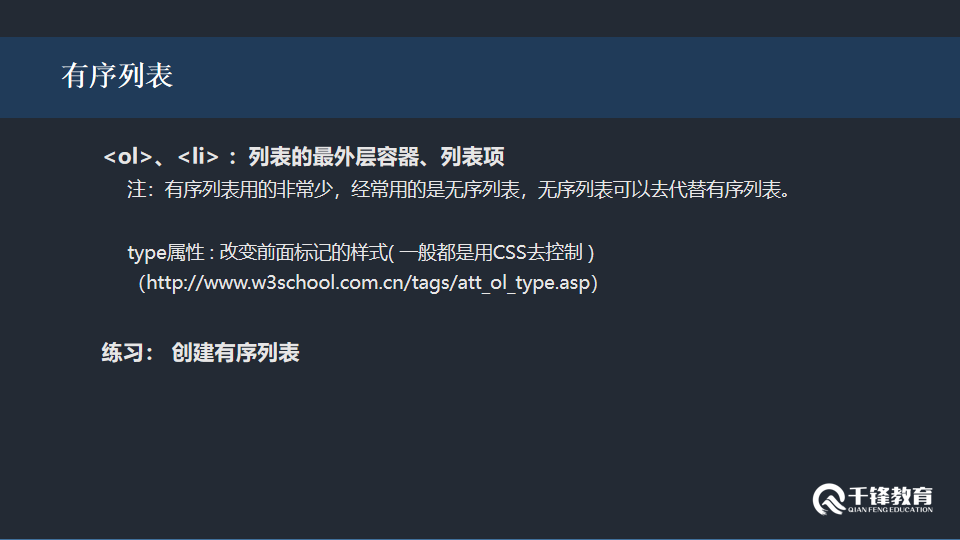 有序列表
<ol>、<li> ：列表的最外层容器、列表项
注：有序列表用的非常少，经常用的是无序列表，无序列表可以去代替有序列表。
type属性 : 改变前面标记的样式( 一般都是用CSS去控制 )
（http://www.w3school.com.cn/tags/att_ol_type.asp）
练习： 创建有序列表
千锋教育
QIAN FENG EDUCATION